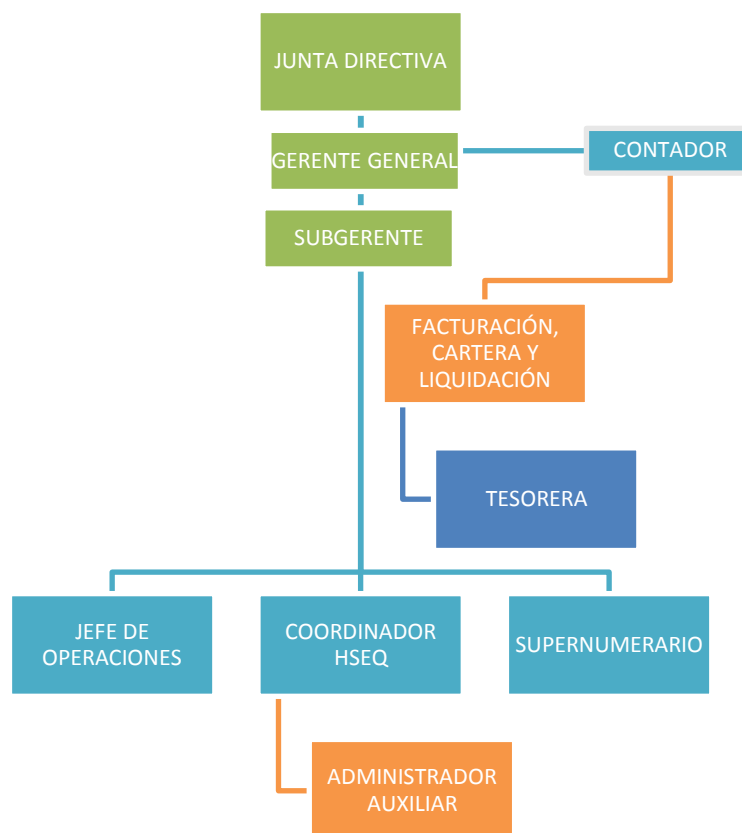 JUNTA DIRECTIVA
GERENTE GENERAL
CONTADOR
SUBGERENTE
FACTURACIÓN,
CARTERA Y
LIQUIDACIÓN
TESORERA
JEFE DE
OPERACIONES
COORDINADOR
HSEQ
SUPERNUMERARIO
ADMINISTRADOR
AUXILIAR